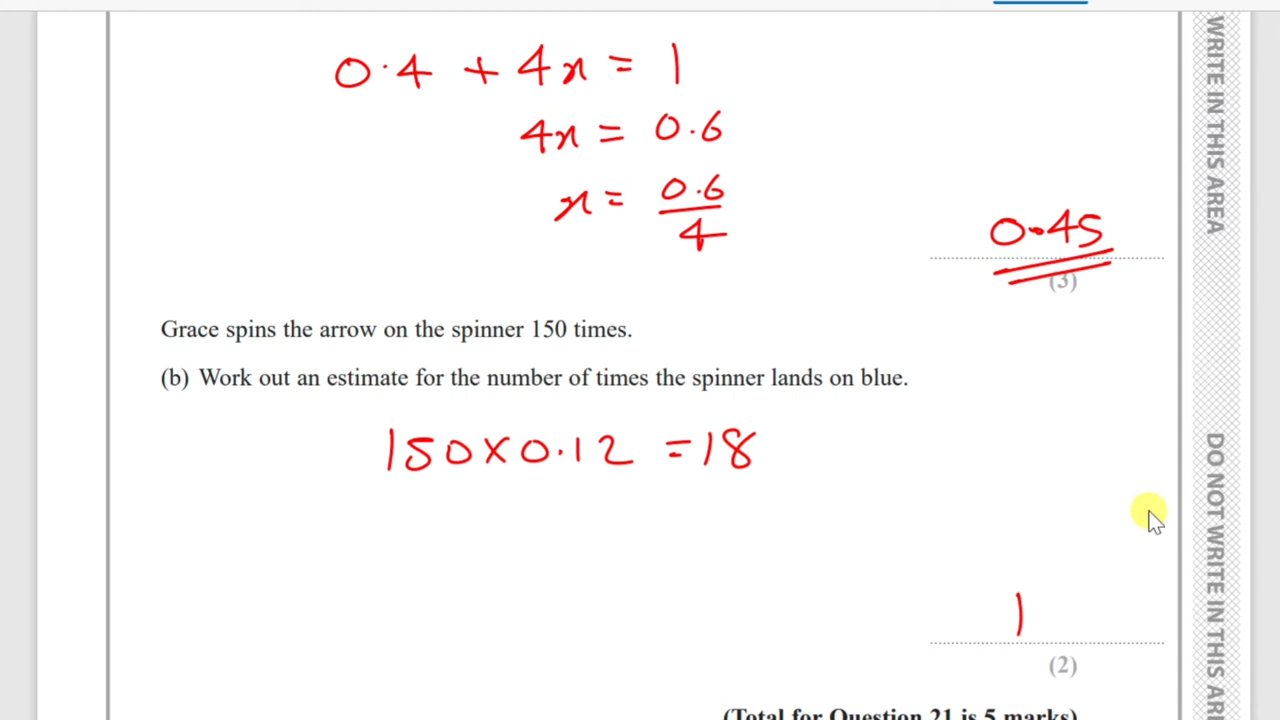 0.4 + 4x = 1
4x = 0.6
x = 0.6/4
0.45
(3)
Grace spins the arrow on the spinner 150 times.
(b) Work out an estimate for the number of times the spinner lands on blue.
150 x 0.12 = 18
1
(2)
(Total for Question 21 is 5 marks)
WRITE IN THIS AREA
DO NOT WRITE IN THIS AR